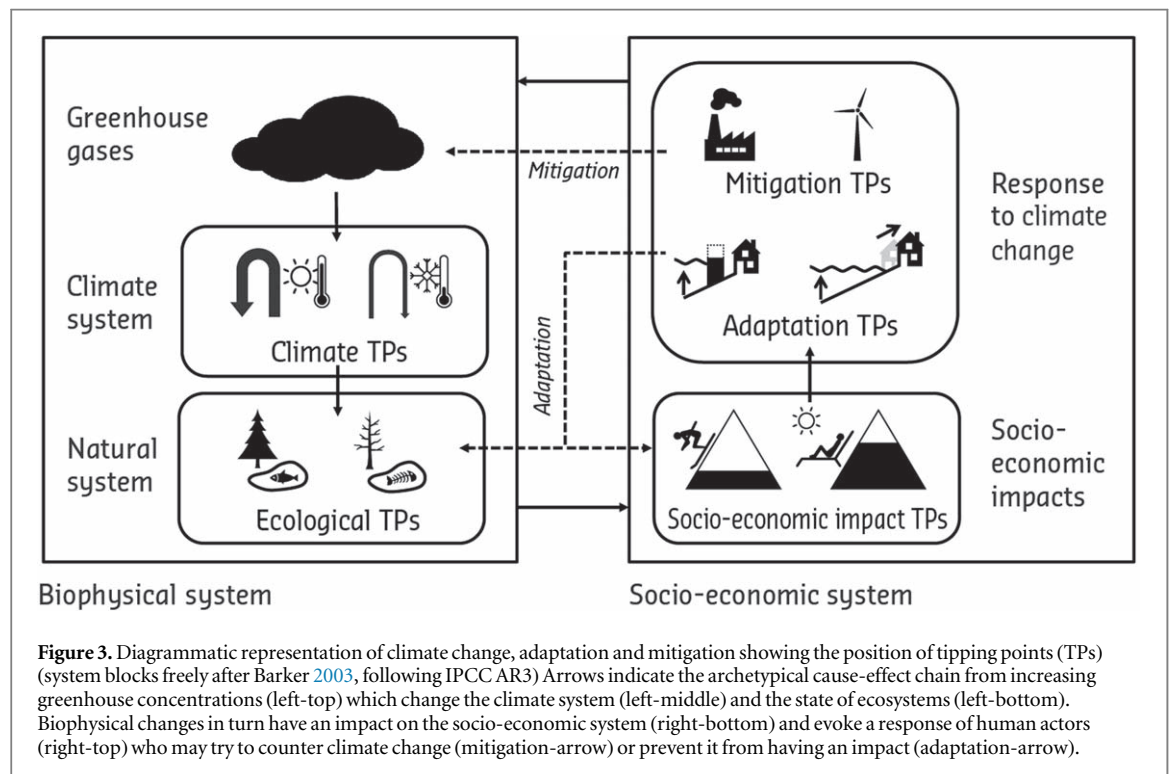 Greenhouse
gases
Mitigation
Mitigation TPs
Response
to climate
change
Climate
system
Climate TPs
Adaptation
Adaptation TPs
Natural
system
Ecological TPs
Socio-economic impact TPs
Socio-
economic
impacts
Biophysical system
Socio-economic system
Figure 3. Diagrammatic representation of climate change, adaptation and mitigation showing the position of tipping points (TPs)
(system blocks freely after Barker 2003, following IPCC AR3) Arrows indicate the archetypical cause-effect chain from increasing
greenhouse concentrations (left-top) which change the climate system (left-middle) and the state of ecosystems (left-bottom).
Biophysical changes in turn have an impact on the socio-economic system (right-bottom) and evoke a response of human actors
(right-top) who may try to counter climate change (mitigation-arrow) or prevent it from having an impact (adaptation-arrow).